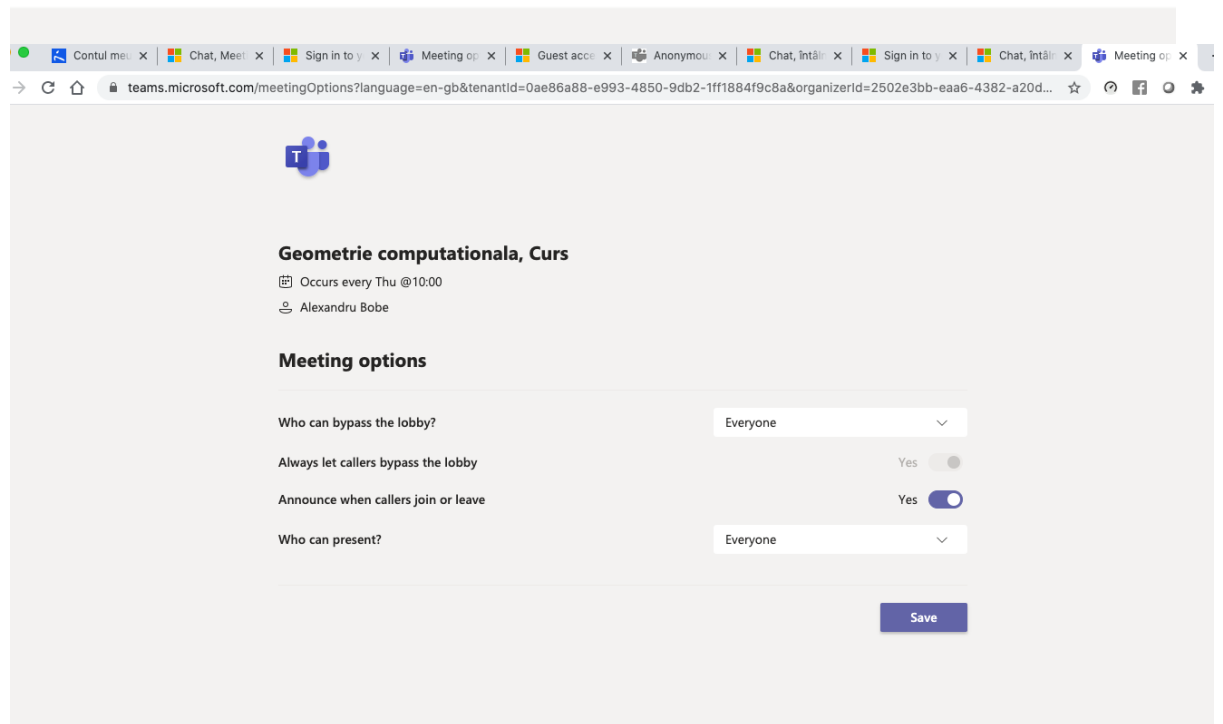 Contul meu
Chat, Meet
Sign in to y
Meeting op
Guest acce
Anonymou
Chat, întâln
Sign in to y
Chat, întâln
Meeting op
teams.microsoft.com/meetingOptions?language=en-gb&tenantId=0ae86a88-e993-4850-9db2-1ff1884f9c8a&organizerId=2502e3bb-eaa6-4382-a20d...
T
Geometrie computationala, Curs
Occurs every Thu @10:00
Alexandru Bobe
Meeting options
Who can bypass the lobby? Everyone
Always let callers bypass the lobby Yes
Announce when callers join or leave Yes
Who can present? Everyone
Save